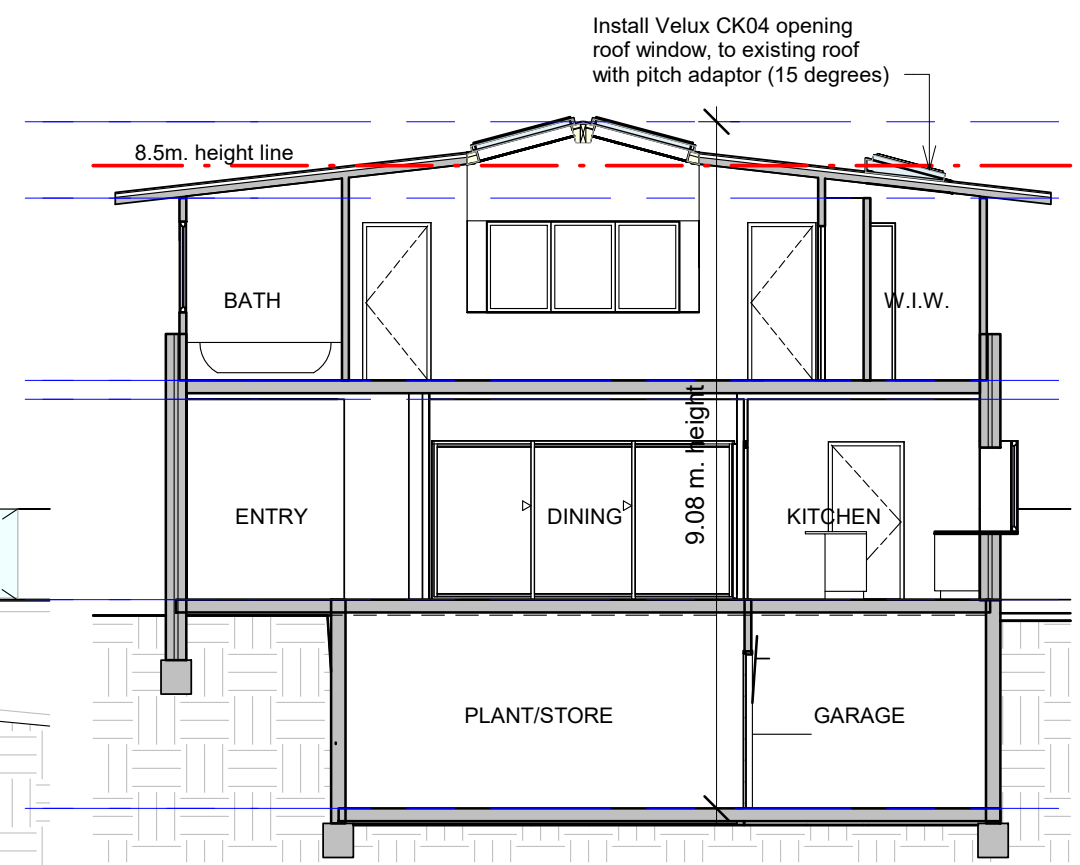 Install Velux CK04 opening
roof window, to existing roof
with pitch adaptor (15 degrees)
8.5m. height line
BATH
W.I.W.
9.08 m. height
ENTRY
DINING
KITCHEN
PLANT/STORE
GARAGE